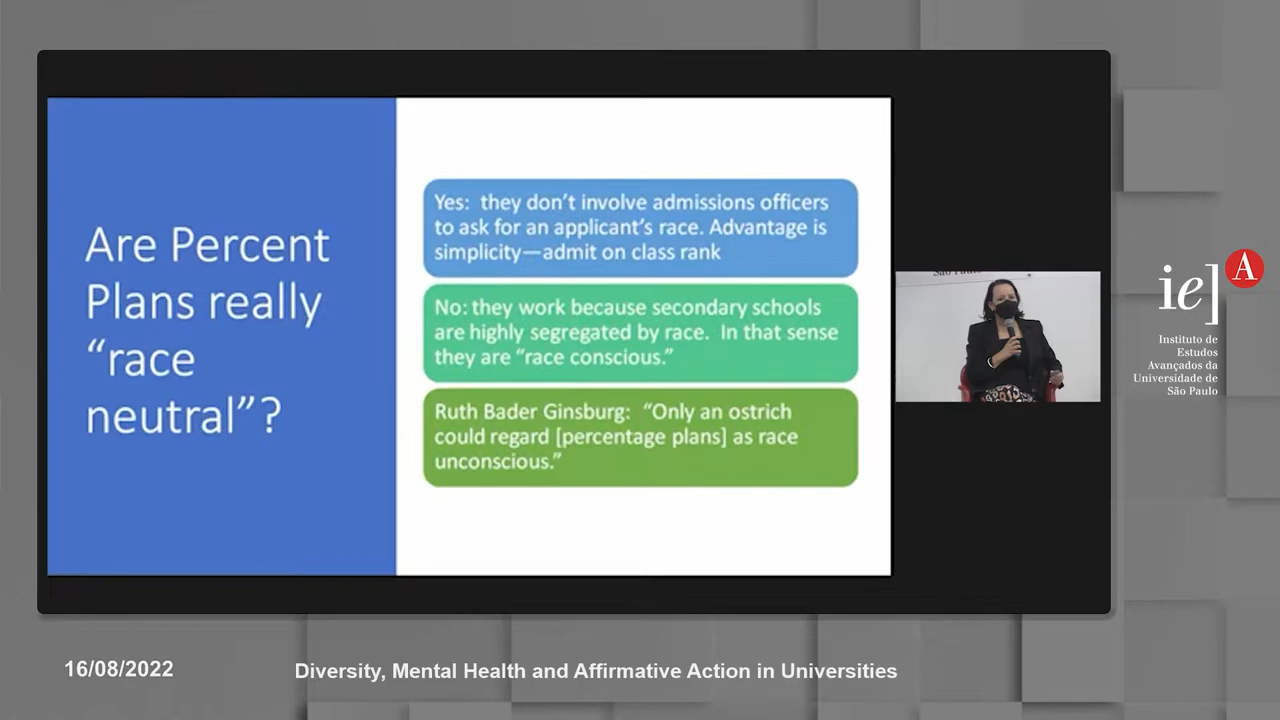 Are Percent
Plans really
“race
neutral”?
Yes:  they don’t involve admissions officers
to ask for an applicant’s race. Advantage is
simplicity—admit on class rank
No: they work because secondary schools
are highly segregated by race.  In that sense
they are “race conscious.”
Ruth Bader Ginsburg:  “Only an ostrich
could regard [percentage plans] as race
unconscious.”
São Paulo
ie] A
Instituto de
Estudos
Avançados da
Universidade de
São Paulo
16/08/2022
Diversity, Mental Health and Affirmative Action in Universities